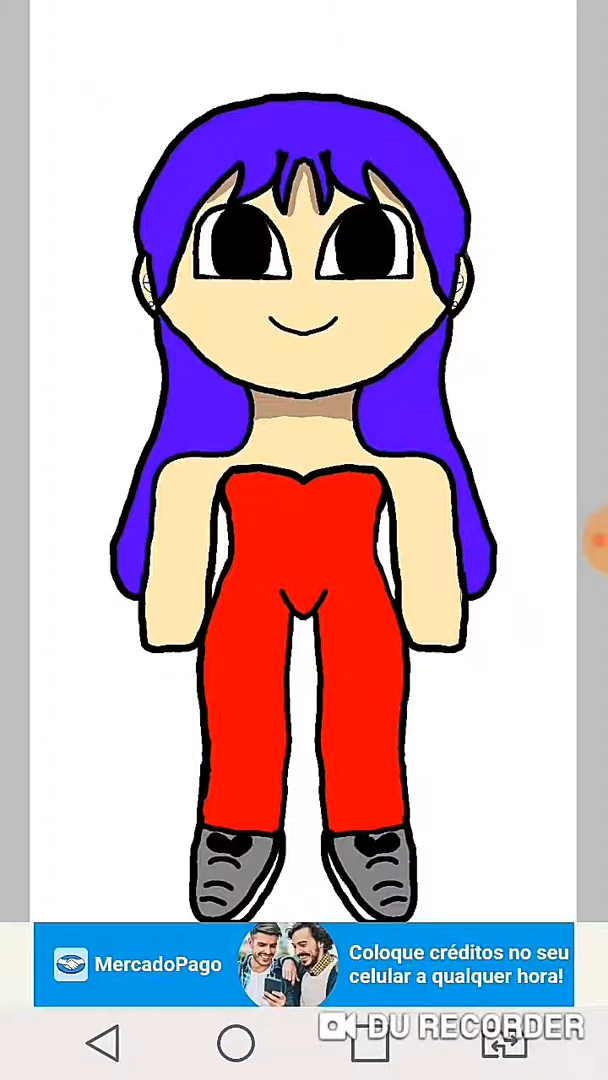 MercadoPago
Coloque créditos no seu
celular a qualquer hora!
DU RECORDER